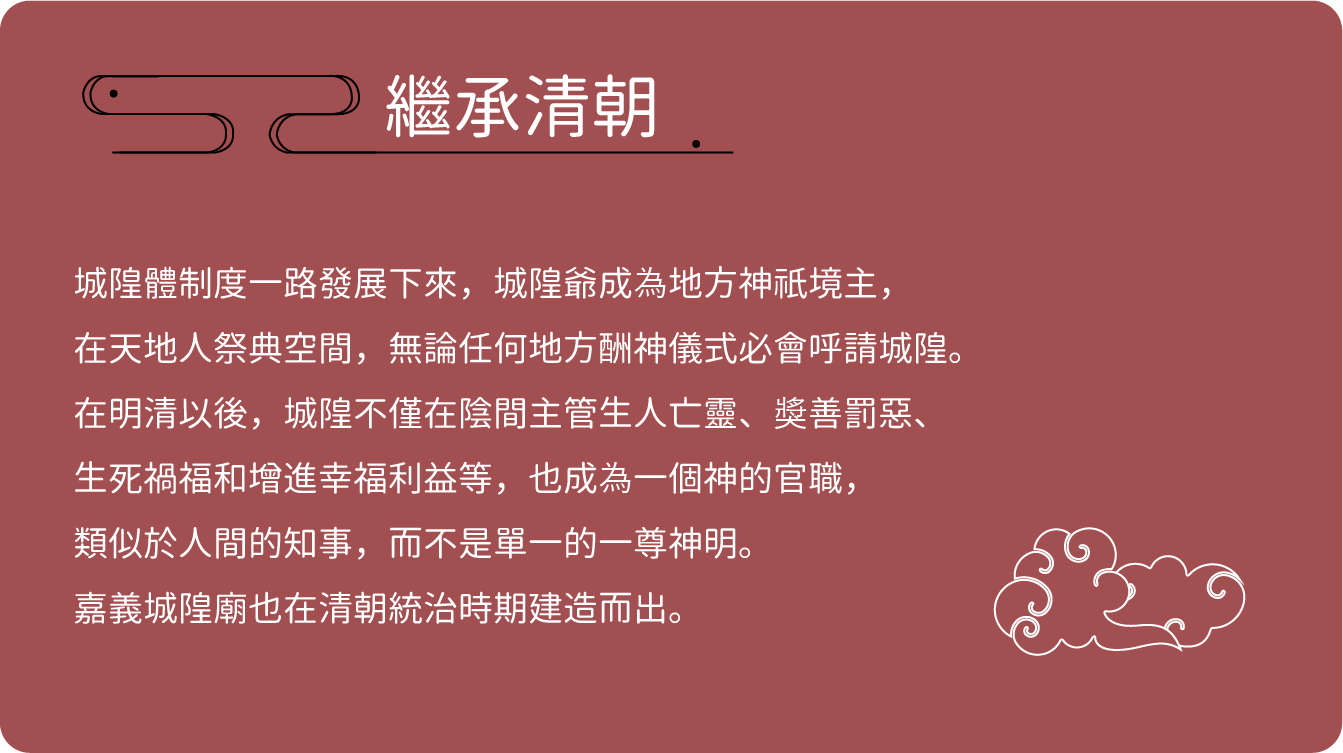 繼承清朝
城隍體制度一路發展下來，城隍爺成為地方神祇境主，
在天地人祭典空間，無論任何地方酬神儀式必會呼請城隍。
在明清以後，城隍不僅在陰間主管生人亡靈、獎善罰惡、
生死禍福和增進幸福利益等，也成為一個神的官職，
類似於人間的知事，而不是單一的一尊神明。
嘉義城隍廟也在清朝統治時期建造而出。